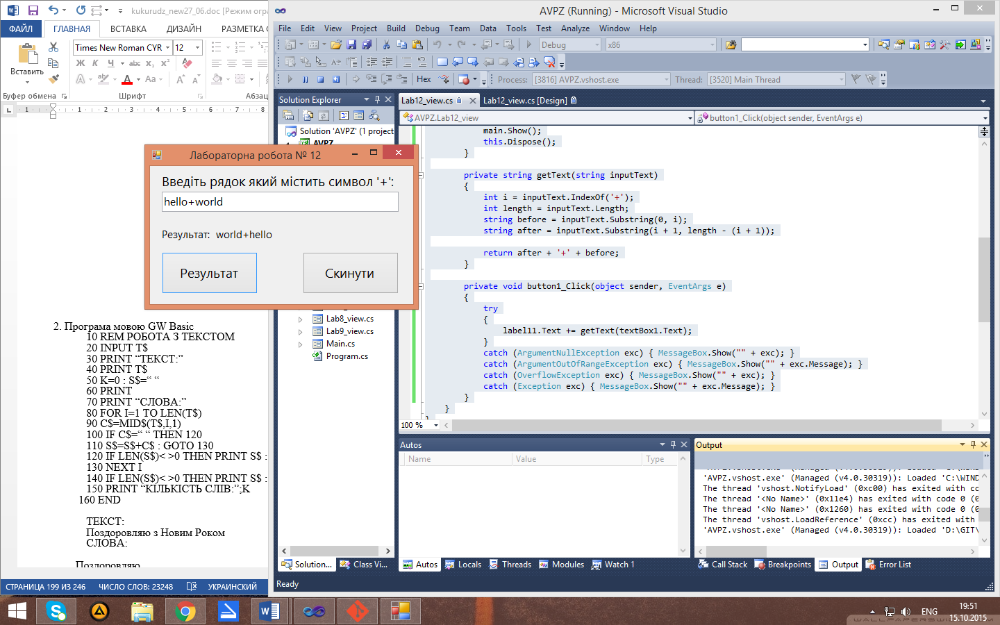 kukurudz_new27_06.doc [Режим огра
ФАЙЛ ГЛАВНАЯ ВСТАВКА ДИЗАЙН РАЗМЕТКА С
Times New Roman CYR 12
Вставить
Ж К Ч abc x₂ x²
Буфер обмена Шрифт Абзац
1 1 2 3 4 5 6 7 8
2. Програма мовою GW Basic
10 REM РОБОТА З ТЕКСТОМ
20 INPUT T$
30 PRINT “ТЕКСТ:”
40 PRINT T$
50 K=0 : S$=“ “
60 PRINT
70 PRINT “СЛОВА:”
80 FOR I=1 TO LEN(T$)
90 C$=MID$(T$,I,1)
100 IF C$=“ “ THEN 120
110 S$=S$+C$ : GOTO 130
120 IF LEN(S$)< >0 THEN PRINT S$ :
130 NEXT I
140 IF LEN(S$)< >0 THEN PRINT S$ :
150 PRINT “КІЛЬКІСТЬ СЛІВ:”;K
160 END
ТЕКСТ:
Поздоровляю з Новим Роком
СЛОВА:
Поздоровляю
СТРАНИЦА 199 ИЗ 246 ЧИСЛО СЛОВ: 23248 УКРАИНСКИЙ
Лабораторна робота № 12
Введіть рядок який містить символ '+':
hello+world
Результат: world+hello
Результат Скинути
AVPZ (Running) - Microsoft Visual Studio
File Edit View Project Build Debug Team Data Tools Test Analyze Window Help
Debug x86
Hex Process: [3816] AVPZ.vshost.exe Thread: [3520] Main Thread
Solution Explorer
Solution 'AVPZ' (1 project
AVPZ
Lab8_view.cs
Lab9_view.cs
Main.cs
Program.cs
Solution... Class Vi...
Lab12_view.cs Lab12_view.cs [Design]
AVPZ.Lab12_view button1_Click(object sender, EventArgs e)
main.Show();
this.Dispose();
}
private string getText(string inputText)
{
int i = inputText.IndexOf('+');
int length = inputText.Length;
string before = inputText.Substring(0, i);
string after = inputText.Substring(i + 1, length - (i + 1));
return after + '+' + before;
}
private void button1_Click(object sender, EventArgs e)
{
try
{
label11.Text += getText(textBox1.Text);
}
catch (ArgumentNullException exc) { MessageBox.Show("" + exc); }
catch (ArgumentOutOfRangeException exc) { MessageBox.Show("" + exc.Message); }
catch (OverflowException exc) { MessageBox.Show("" + exc); }
catch (Exception exc) { MessageBox.Show("" + exc.Message); }
}
}
100 %
Autos
Name Value Type
Autos Locals Threads Modules Watch 1
Output
'AVPZ.vshost.exe' (Managed (v4.0.30319)): Loaded 'C:\WIND
The thread 'vshost.NotifyLoad' (0xc00) has exited with co
The thread '<No Name>' (0x11e4) has exited with code 0 (0
The thread '<No Name>' (0x1260) has exited with code 0 (0
The thread 'vshost.LoadReference' (0xcc) has exited with
'AVPZ.vshost.exe' (Managed (v4.0.30319)): Loaded 'D:\GIT\
Call Stack Breakpoints Output Error List
Ready
ENG
19:51
15.10.2015